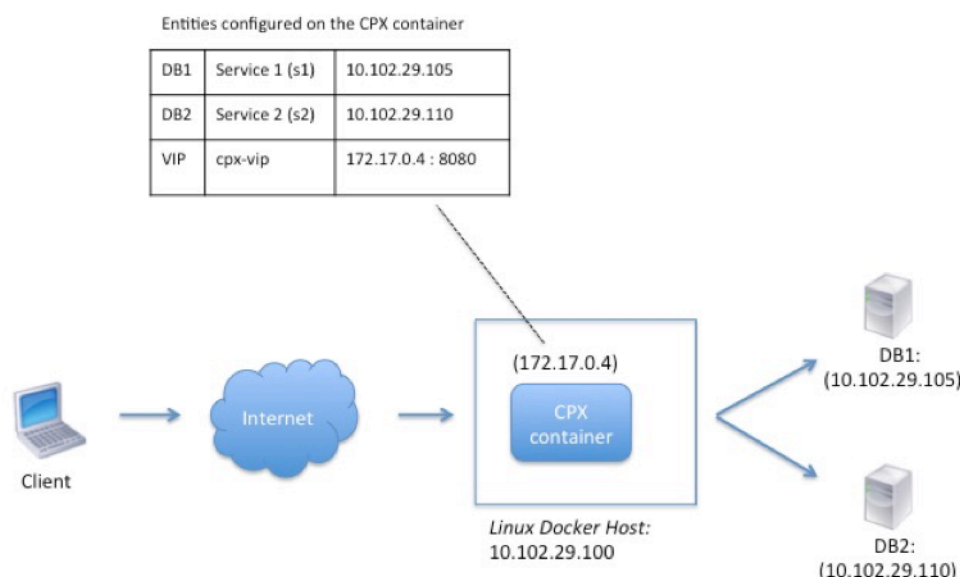 Entities configured on the CPX container
DB1 Service 1 (s1) 10.102.29.105
DB2 Service 2 (s2) 10.102.29.110
VIP cpx-vip 172.17.0.4 : 8080
(172.17.0.4)
CPX
container
Internet
Client
Linux Docker Host:
10.102.29.100
DB1:
(10.102.29.105)
DB2:
(10.102.29.110)